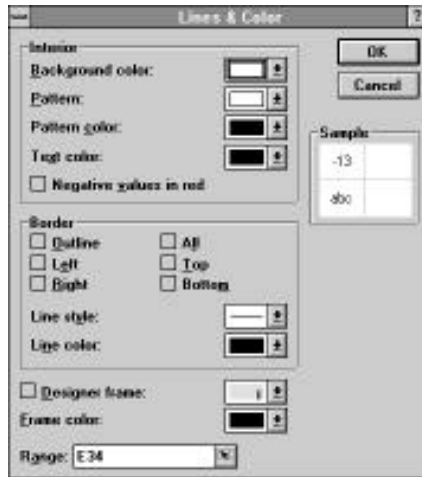 Lines & Color
?
Interior
Background color:
Pattern:
Pattern color:
Text color:
Negative values in red
OK
Cancel
Sample
-13
abc
Border
Outline
All
Left
Top
Right
Bottom
Line style:
Line color:
Designer frame:
Frame color:
Range: E34